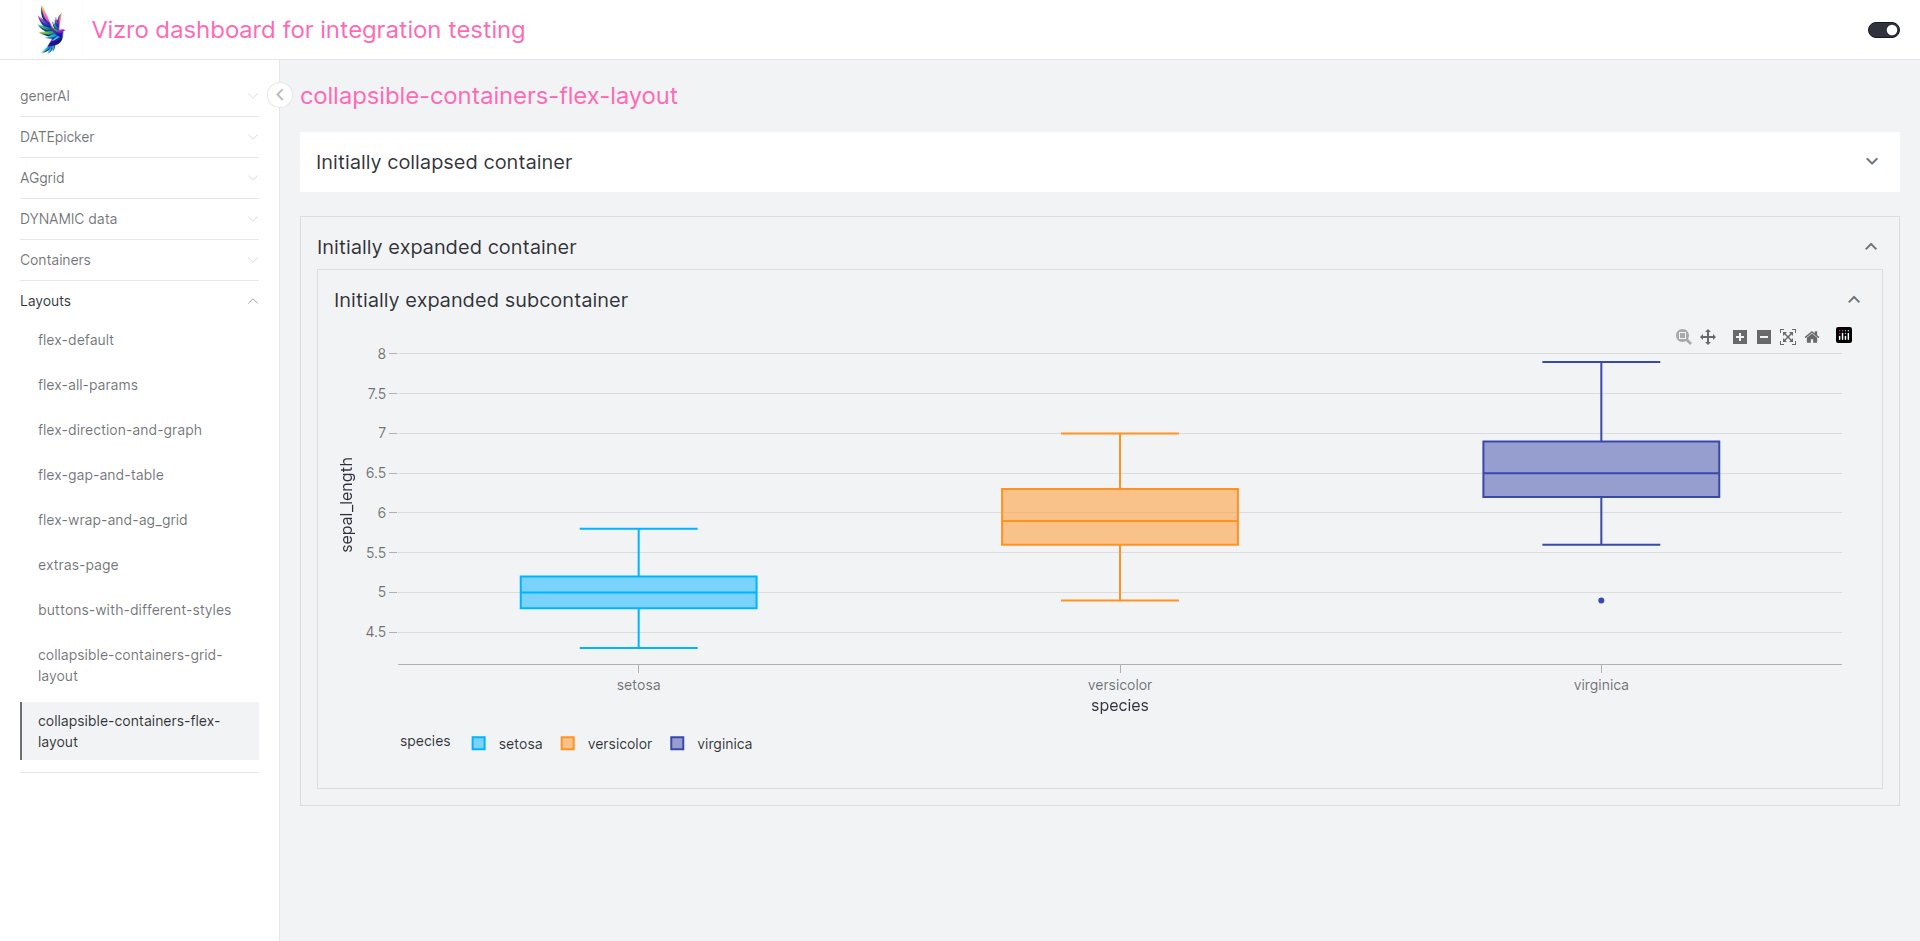 Vizro dashboard for integration testing
generAI
DATEpicker
AGgrid
DYNAMIC data
Containers
Layouts
flex-default
flex-all-params
flex-direction-and-graph
flex-gap-and-table
flex-wrap-and-ag_grid
extras-page
buttons-with-different-styles
collapsible-containers-grid-
layout
collapsible-containers-flex-
layout
collapsible-containers-flex-layout
Initially collapsed container
Initially expanded container
Initially expanded subcontainer
8
7.5
7
6.5
6
5.5
5
4.5
sepal_length
setosa
versicolor
virginica
species
species
setosa
versicolor
virginica